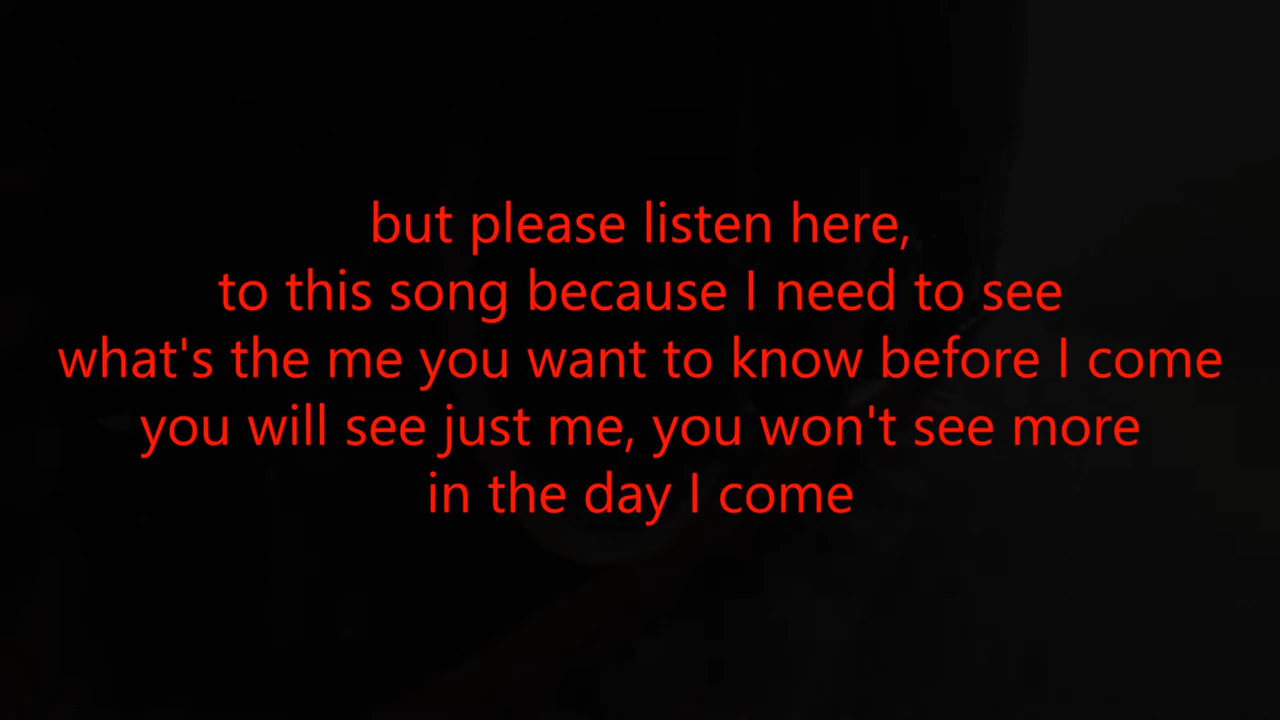 but please listen here,
to this song because I need to see
what's the me you want to know before I come
you will see just me, you won't see more
in the day I come